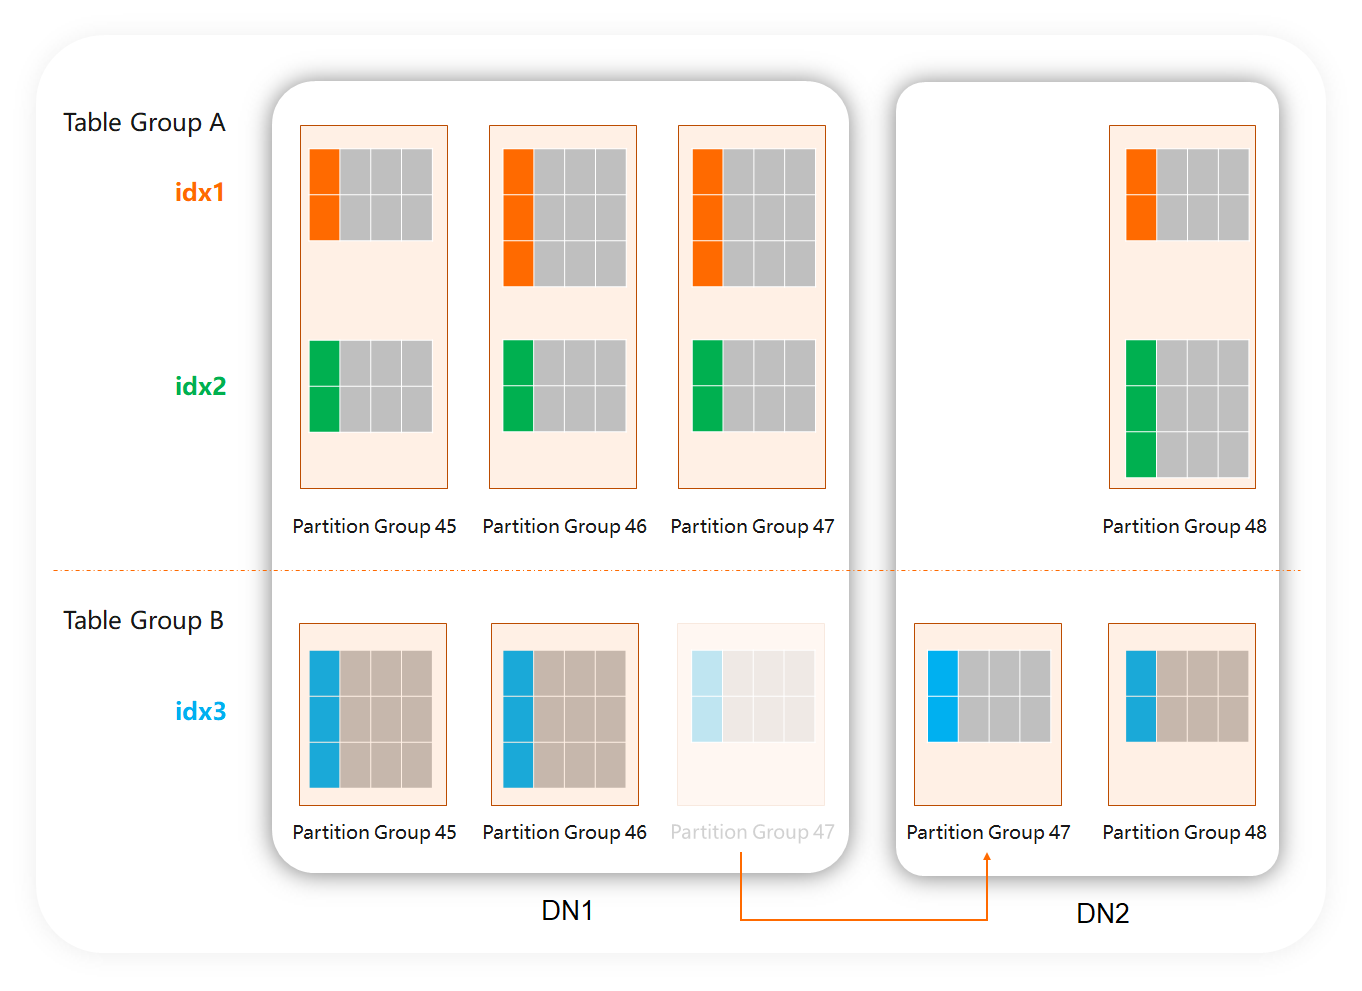 Table Group A
idx1
idx2
Partition Group 45
Partition Group 46
Partition Group 47
Partition Group 48
Table Group B
idx3
Partition Group 45
Partition Group 46
Partition Group 47
Partition Group 47
Partition Group 48
DN1
DN2